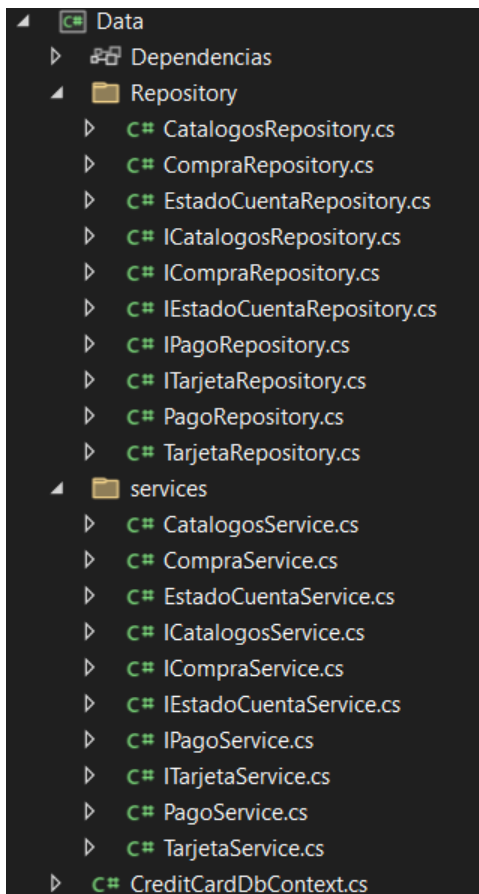 C# Data
Dependencias
Repository
C# CatalogosRepository.cs
C# CompraRepository.cs
C# EstadoCuentaRepository.cs
C# ICatalogosRepository.cs
C# ICompraRepository.cs
C# IEstadoCuentaRepository.cs
C# IPagoRepository.cs
C# ITarjetaRepository.cs
C# PagoRepository.cs
C# TarjetaRepository.cs
services
C# CatalogosService.cs
C# CompraService.cs
C# EstadoCuentaService.cs
C# ICatalogosService.cs
C# ICompraService.cs
C# IEstadoCuentaService.cs
C# IPagoService.cs
C# ITarjetaService.cs
C# PagoService.cs
C# TarjetaService.cs
C# CreditCardDbContext.cs